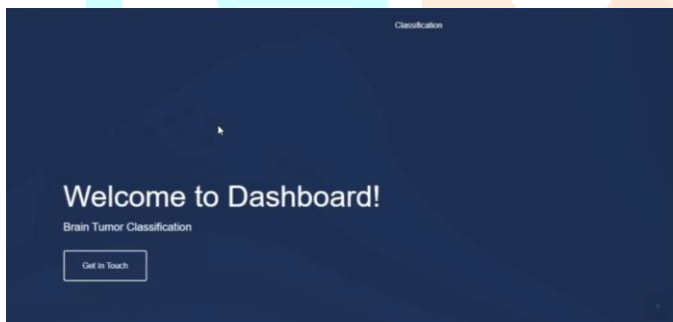 Classification
Welcome to Dashboard!
Brain Tumor Classification
Get In Touch